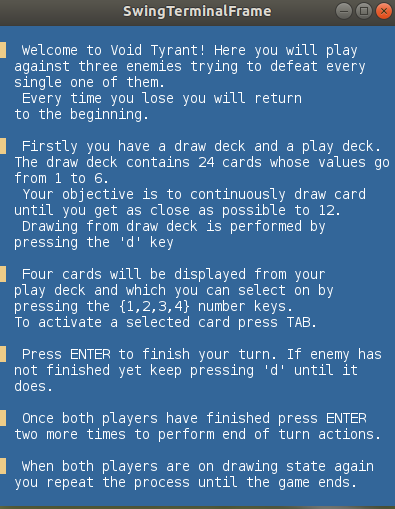 SwingTerminalFrame
Welcome to Void Tyrant! Here you will play
against three enemies trying to defeat every
single one of them.
Every time you lose you will return
to the beginning.
Firstly you have a draw deck and a play deck.
The draw deck contains 24 cards whose values go
from 1 to 6.
Your objective is to continuously draw card
until you get as close as possible to 12.
Drawing from draw deck is performed by
pressing the 'd' key
Four cards will be displayed from your
play deck and which you can select on by
pressing the {1,2,3,4} number keys.
To activate a selected card press TAB.
Press ENTER to finish your turn. If enemy has
not finished yet keep pressing 'd' until it
does.
Once both players have finished press ENTER
two more times to perform end of turn actions.
When both players are on drawing state again
you repeat the process until the game ends.